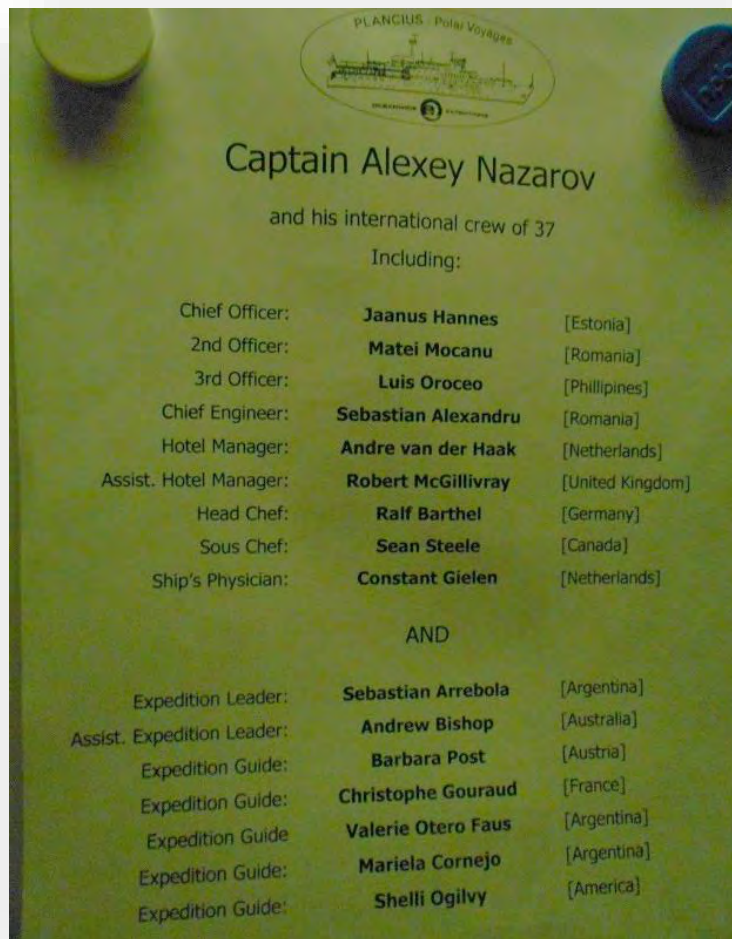 PLANCIUS - Polar Voyages
Captain Alexey Nazarov
and his international crew of 37
Including:
Chief Officer: Jaanus Hannes [Estonia]
2nd Officer: Matei Mocanu [Romania]
3rd Officer: Luis Oroceo [Phillipines]
Chief Engineer: Sebastian Alexandru [Romania]
Hotel Manager: Andre van der Haak [Netherlands]
Assist. Hotel Manager: Robert McGillivray [United Kingdom]
Head Chef: Ralf Barthel [Germany]
Sous Chef: Sean Steele [Canada]
Ship's Physician: Constant Gielen [Netherlands]
AND
Expedition Leader: Sebastian Arrebola [Argentina]
Assist. Expedition Leader: Andrew Bishop [Australia]
Expedition Guide: Barbara Post [Austria]
Expedition Guide: Christophe Gouraud [France]
Expedition Guide Valerie Otero Faus [Argentina]
Expedition Guide: Mariela Cornejo [Argentina]
Expedition Guide: Shelli Ogilvy [America]